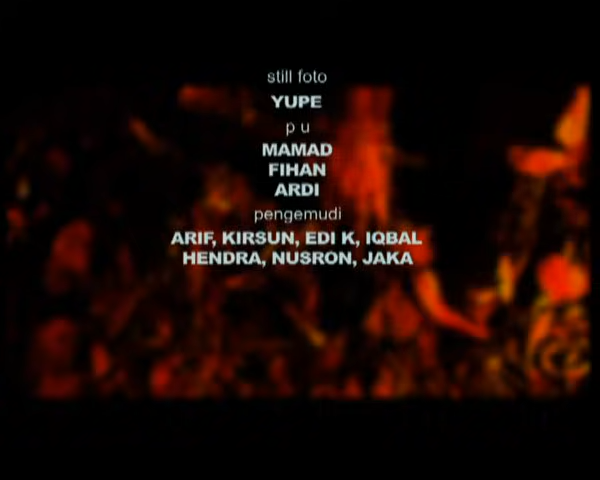 still foto
YUPE
p u
MAMAD
FIHAN
ARDI
pengemudi
ARIF, KIRSUN, EDI K, IQBAL
HENDRA, NUSRON, JAKA